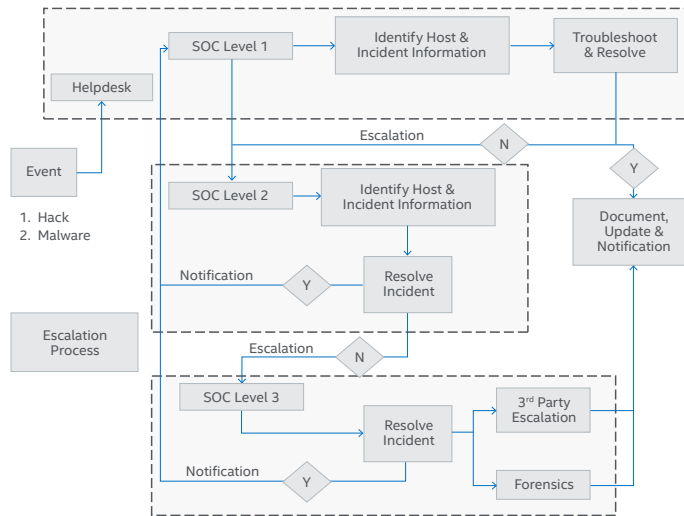 SOC Level 1
Identify Host &
Incident Information
Troubleshoot
& Resolve
Helpdesk
Escalation
N
Event
Y
1. Hack
2. Malware
SOC Level 2
Identify Host &
Incident Information
Document,
Update &
Notification
Notification
Y
Resolve
Incident
Escalation
Process
Escalation
N
SOC Level 3
3rd Party
Escalation
Resolve
Incident
Notification
Y
Forensics